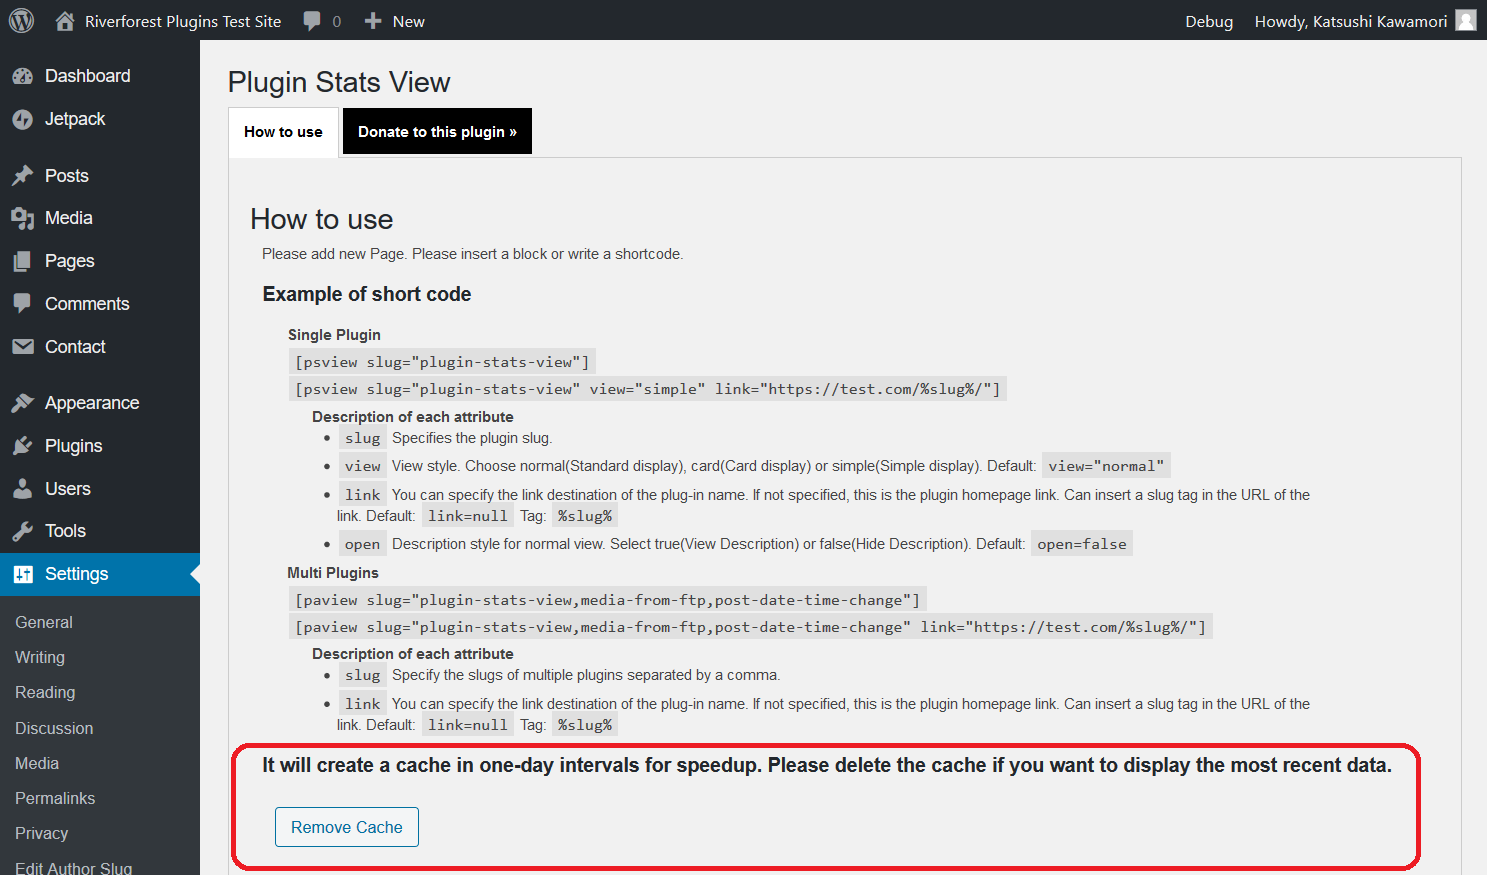 Riverforest Plugins Test Site 0 New Debug Howdy, Katsushi Kawamori
Dashboard
Jetpack
Posts
Media
Pages
Comments
Contact
Appearance
Plugins
Users
Tools
Settings
General
Writing
Reading
Discussion
Media
Permalinks
Privacy
Edit Author Slug
Plugin Stats View
How to use Donate to this plugin »
How to use
Please add new Page. Please insert a block or write a shortcode.
Example of short code
Single Plugin
[psview slug="plugin-stats-view"]
[psview slug="plugin-stats-view" view="simple" link="https://test.com/%slug%/"]
Description of each attribute
• slug Specifies the plugin slug.
• view View style. Choose normal(Standard display), card(Card display) or simple(Simple display). Default: view="normal"
• link You can specify the link destination of the plug-in name. If not specified, this is the plugin homepage link. Can insert a slug tag in the URL of the
link. Default: link=null Tag: %slug%
• open Description style for normal view. Select true(View Description) or false(Hide Description). Default: open=false
Multi Plugins
[paview slug="plugin-stats-view,media-from-ftp,post-date-time-change"]
[paview slug="plugin-stats-view,media-from-ftp,post-date-time-change" link="https://test.com/%slug%/"]
Description of each attribute
• slug Specify the slugs of multiple plugins separated by a comma.
• link You can specify the link destination of the plug-in name. If not specified, this is the plugin homepage link. Can insert a slug tag in the URL of the
link. Default: link=null Tag: %slug%
It will create a cache in one-day intervals for speedup. Please delete the cache if you want to display the most recent data.
Remove Cache